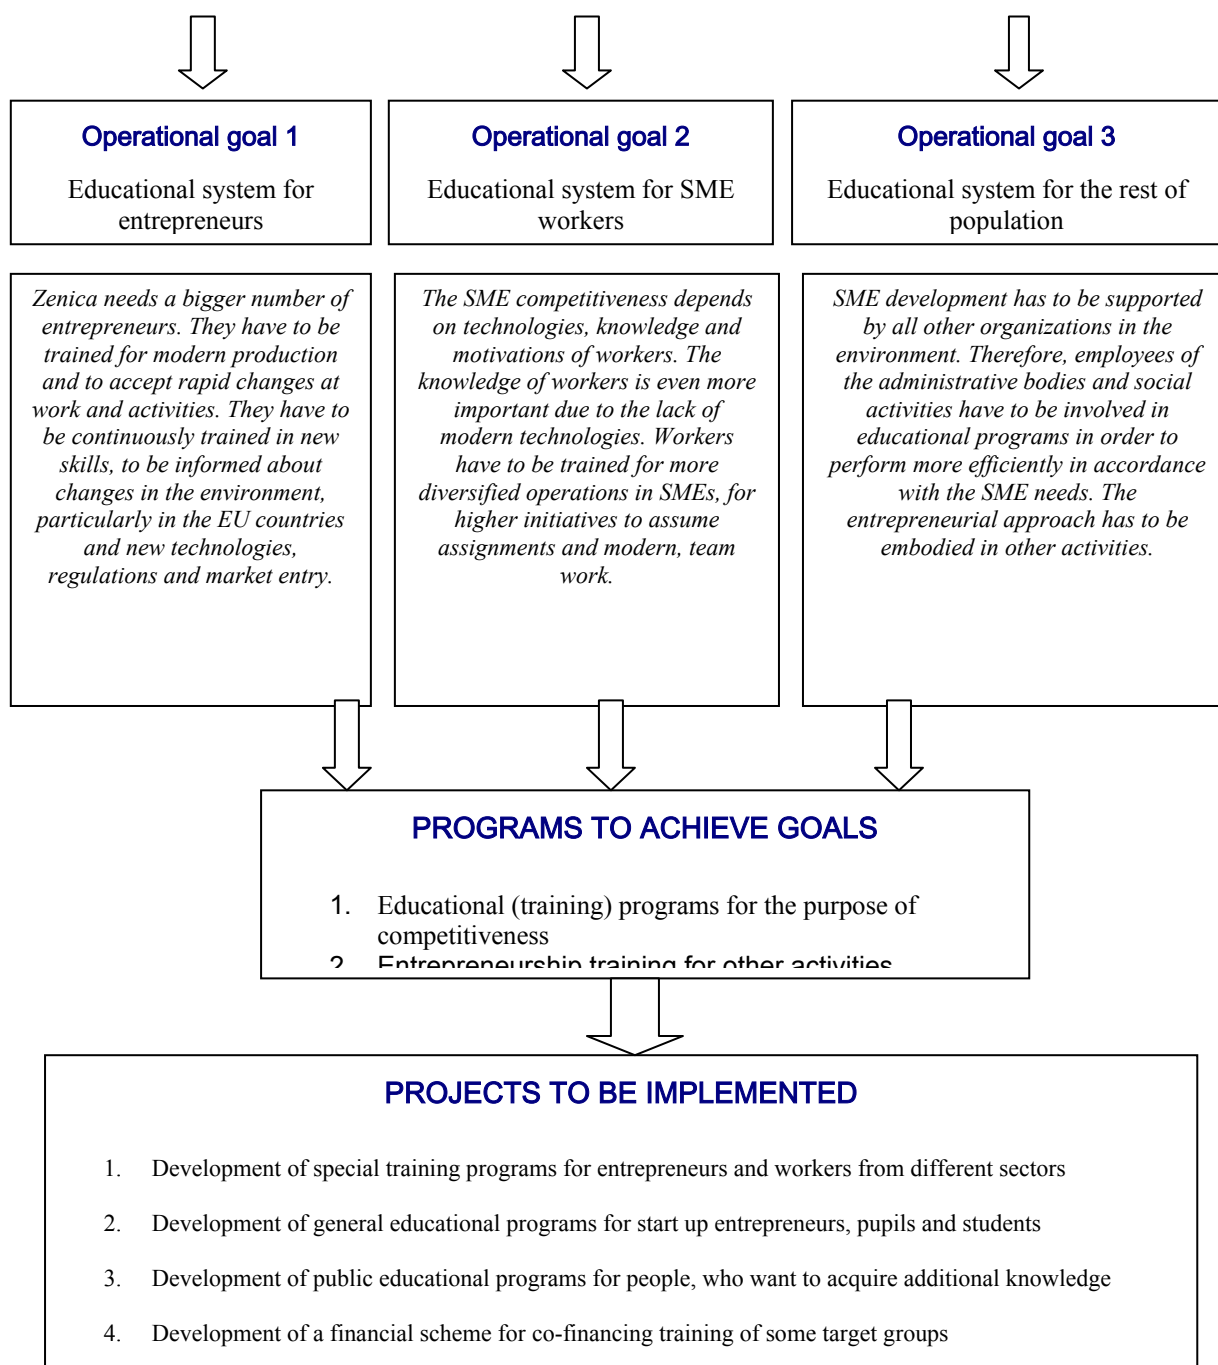 Operational goal 1
Educational system for
entrepreneurs
Operational goal 2
Educational system for SME
workers
Operational goal 3
Educational system for the rest of
population
Zenica needs a bigger number of
entrepreneurs. They have to be
trained for modern production
and to accept rapid changes at
work and activities. They have to
be continuously trained in new
skills, to be informed about
changes in the environment,
particularly in the EU countries
and new technologies,
regulations and market entry.
The SME competitiveness depends
on technologies, knowledge and
motivations of workers. The
knowledge of workers is even more
important due to the lack of
modern technologies. Workers
have to be trained for more
diversified operations in SMEs, for
higher initiatives to assume
assignments and modern, team
work.
SME development has to be supported
by all other organizations in the
environment. Therefore, employees of
the administrative bodies and social
activities have to be involved in
educational programs in order to
perform more efficiently in accordance
with the SME needs. The
entrepreneurial approach has to be
embodied in other activities.
PROGRAMS TO ACHIEVE GOALS
1. Educational (training) programs for the purpose of
competitiveness
2. Entrepreneurship training for other activities
PROJECTS TO BE IMPLEMENTED
1. Development of special training programs for entrepreneurs and workers from different sectors
2. Development of general educational programs for start up entrepreneurs, pupils and students
3. Development of public educational programs for people, who want to acquire additional knowledge
4. Development of a financial scheme for co-financing training of some target groups